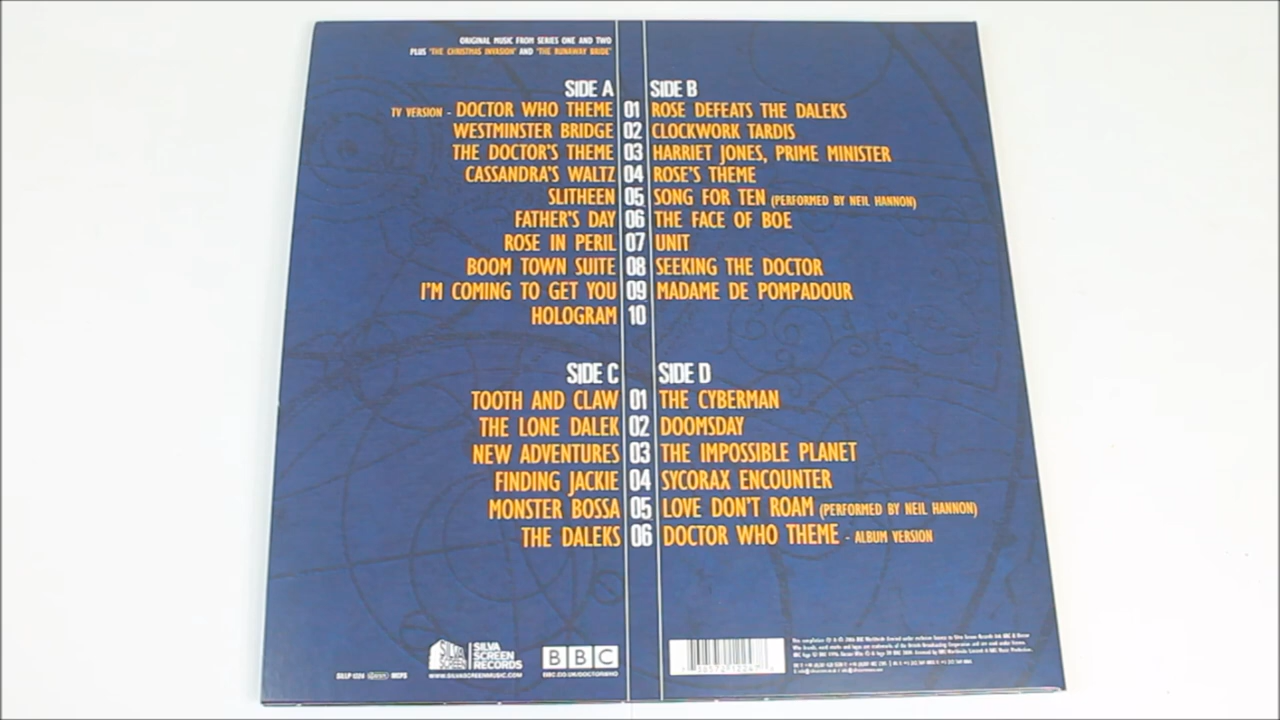 ORIGINAL MUSIC FROM SERIES ONE AND TWO
PLUS 'THE CHRISTMAS INVASION' AND 'THE RUNAWAY BRIDE'
SIDE A SIDE B
TV VERSION - DOCTOR WHO THEME 01 ROSE DEFEATS THE DALEKS
WESTMINSTER BRIDGE 02 CLOCKWORK TARDIS
THE DOCTOR'S THEME 03 HARRIET JONES, PRIME MINISTER
CASSANDRA'S WALTZ 04 ROSE'S THEME
SLITHEEN 05 SONG FOR TEN (PERFORMED BY NEIL HANNON)
FATHER'S DAY 06 THE FACE OF BOE
ROSE IN PERIL 07 UNIT
BOOM TOWN SUITE 08 SEEKING THE DOCTOR
I'M COMING TO GET YOU 09 MADAME DE POMPADOUR
HOLOGRAM 10
SIDE C SIDE D
TOOTH AND CLAW 01 THE CYBERMAN
THE LONE DALEK 02 DOOMSDAY
NEW ADVENTURES 03 THE IMPOSSIBLE PLANET
FINDING JACKIE 04 SYCORAX ENCOUNTER
MONSTER BOSSA 05 LOVE DON'T ROAM (PERFORMED BY NEIL HANNON)
THE DALEKS 06 DOCTOR WHO THEME - ALBUM VERSION
SILVA SCREEN SILVA SCREEN RECORDS BBC
WWW.SILVASCREENMUSIC.COM BBC.CO.UK/DOCTORWHO
MCPS